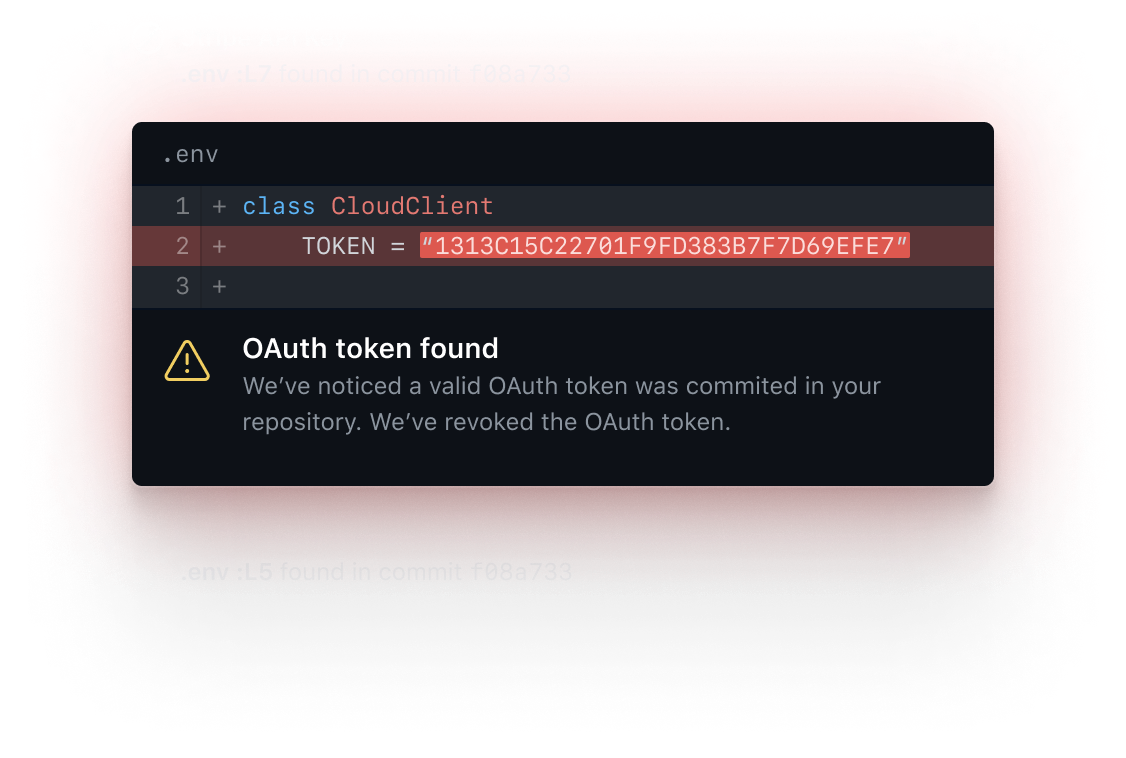 .env :L7 found in commit f08a733
.env
1 + class CloudClient
2 + TOKEN = “1313C15C22701F9FD383B7F7D69EFE7”
3 +
OAuth token found
We’ve noticed a valid OAuth token was commited in your
repository. We’ve revoked the OAuth token.
.env :L5 found in commit f08a733